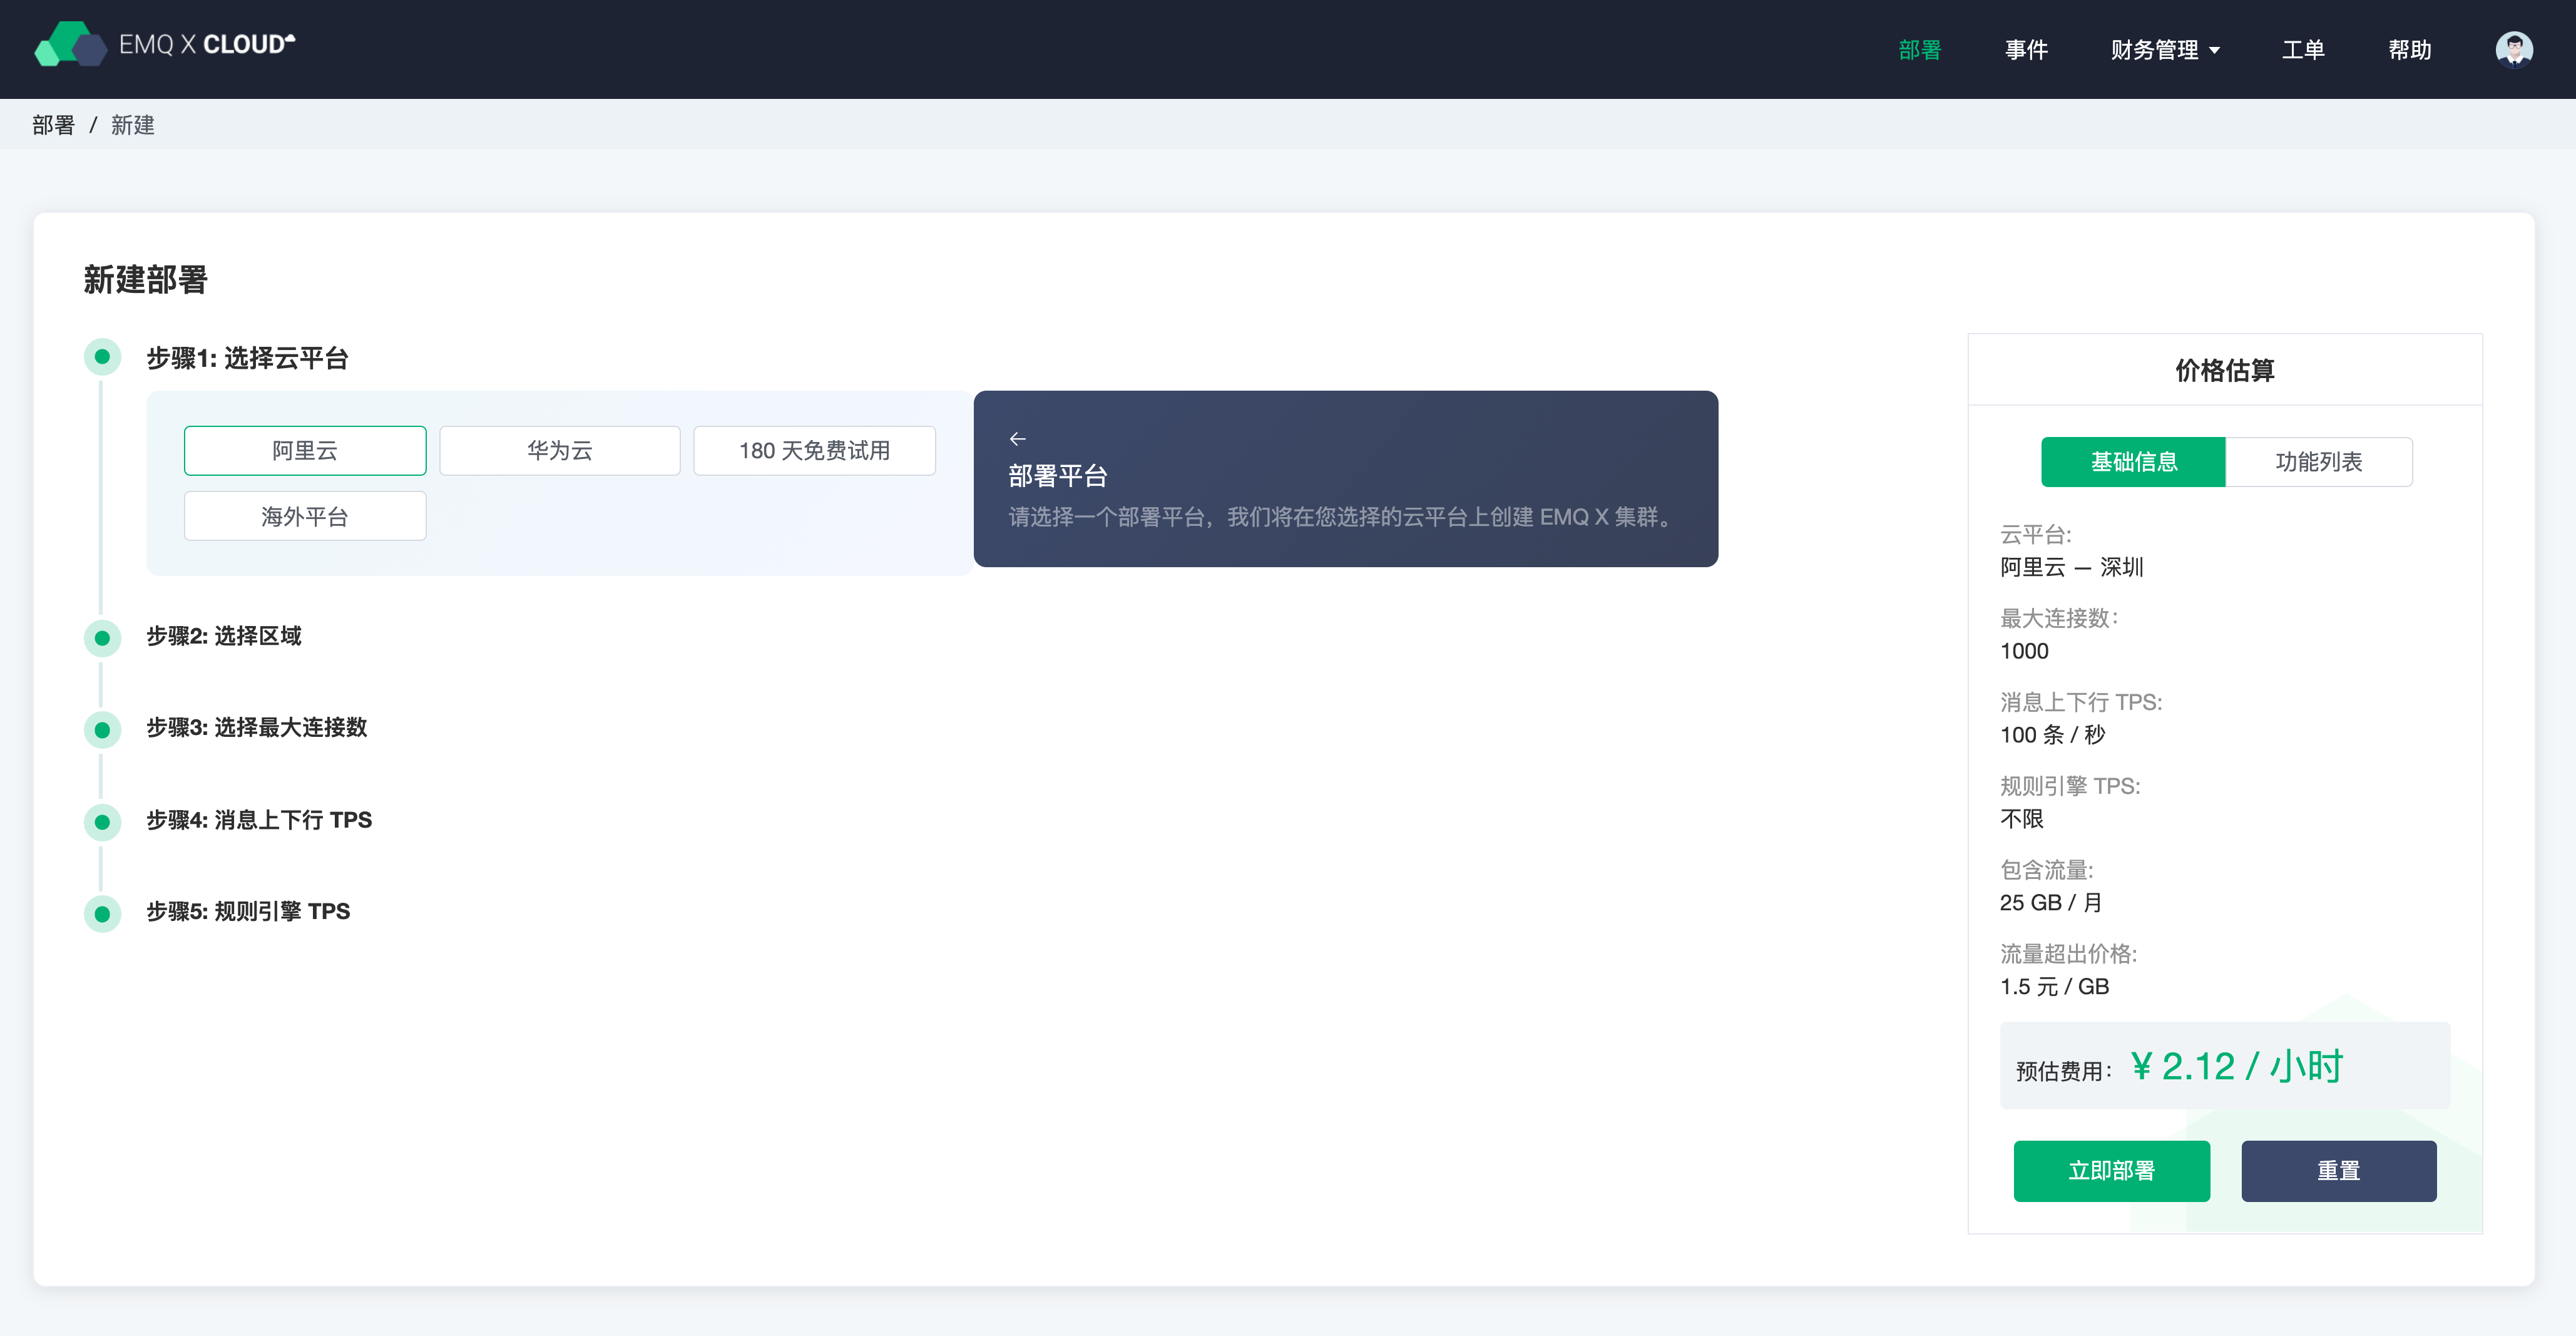 EMQ X CLOUD
部署 事件 财务管理 工单 帮助
部署 / 新建
新建部署
步骤1: 选择云平台
阿里云 华为云 180 天免费试用
海外平台
部署平台
请选择一个部署平台，我们将在您选择的云平台上创建 EMQ X 集群。
步骤2: 选择区域
步骤3: 选择最大连接数
步骤4: 消息上下行 TPS
步骤5: 规则引擎 TPS
价格估算
基础信息 功能列表
云平台:
阿里云 — 深圳
最大连接数：
1000
消息上下行 TPS:
100 条 / 秒
规则引擎 TPS:
不限
包含流量:
25 GB / 月
流量超出价格:
1.5 元 / GB
预估费用： ¥ 2.12 / 小时
立即部署 重置